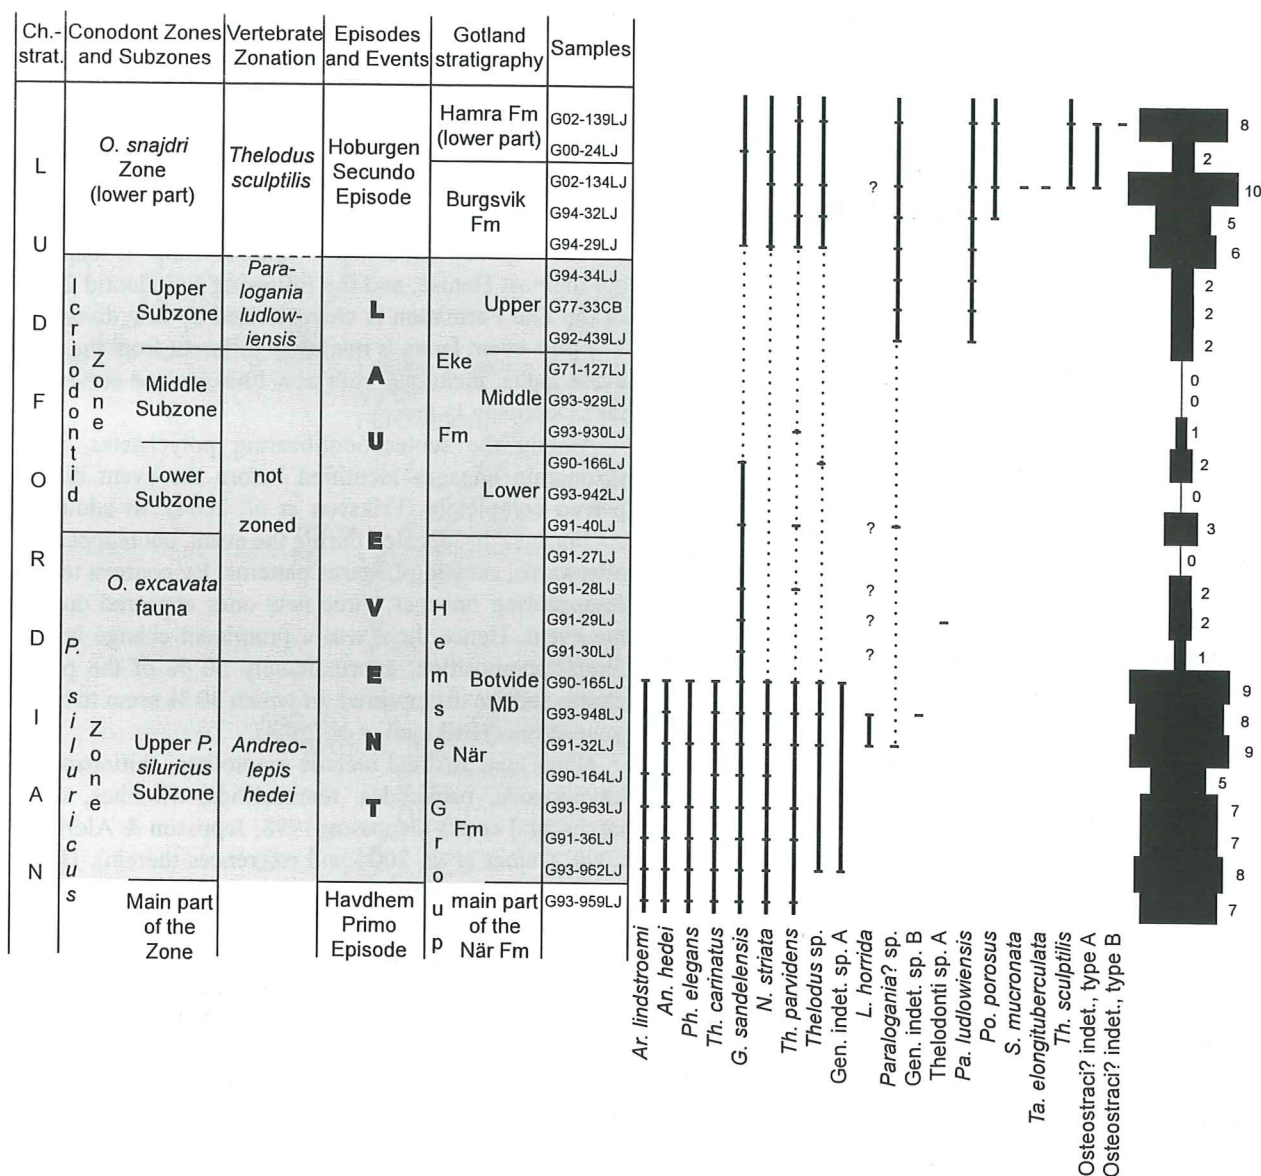 Ch.-strat.
Conodont Zones and Subzones
Vertebrate Zonation
Episodes and Events
Gotland stratigraphy
Samples
L
U
D
F
O
R
D
I
A
N
O. snajdri
Zone
(lower part)
Icriodontid
Zone
Upper
Subzone
Middle
Subzone
Lower
Subzone
O. excavata
fauna
P. siluricus
Zone
Upper P.
siluricus
Subzone
Main part
of the
Zone
Thelodus
sculptilis
Para-
logania
ludlow-
iensis
not
zoned
Andreo-
lepis
hedei
Hoburgen
Secundo
Episode
L
A
U
E
V
E
N
T
Havdhem
Primo
Episode
Hamra Fm
(lower part)
Burgsvik
Fm
Upper
Eke
Middle
Fm
Lower
Hemse Group
Botvide
Mb
När
Fm
main part
of the
När Fm
G02-139LJ
G00-24LJ
G02-134LJ
G94-32LJ
G94-29LJ
G94-34LJ
G77-33CB
G92-439LJ
G71-127LJ
G93-929LJ
G93-930LJ
G90-166LJ
G93-942LJ
G91-40LJ
G91-27LJ
G91-28LJ
G91-29LJ
G91-30LJ
G90-165LJ
G93-948LJ
G91-32LJ
G90-164LJ
G93-963LJ
G91-36LJ
G93-962LJ
G93-959LJ
?
?
?
?
?
8
2
10
5
6
2
2
2
0
0
1
2
0
3
0
2
2
1
9
8
9
5
7
7
8
7
Ar. lindstroemi
An. hedei
Ph. elegans
Th. carinatus
G. sandelensis
N. striata
Th. parvidens
Thelodus sp.
Gen. indet. sp. A
L. horrida
Paralogania? sp.
Gen. indet. sp. B
Thelodonti sp. A
Pa. ludlowiensis
Po. porosus
S. mucronata
Ta. elongituberculata
Th. sculptilis
Osteostraci? indet., type A
Osteostraci? indet., type B